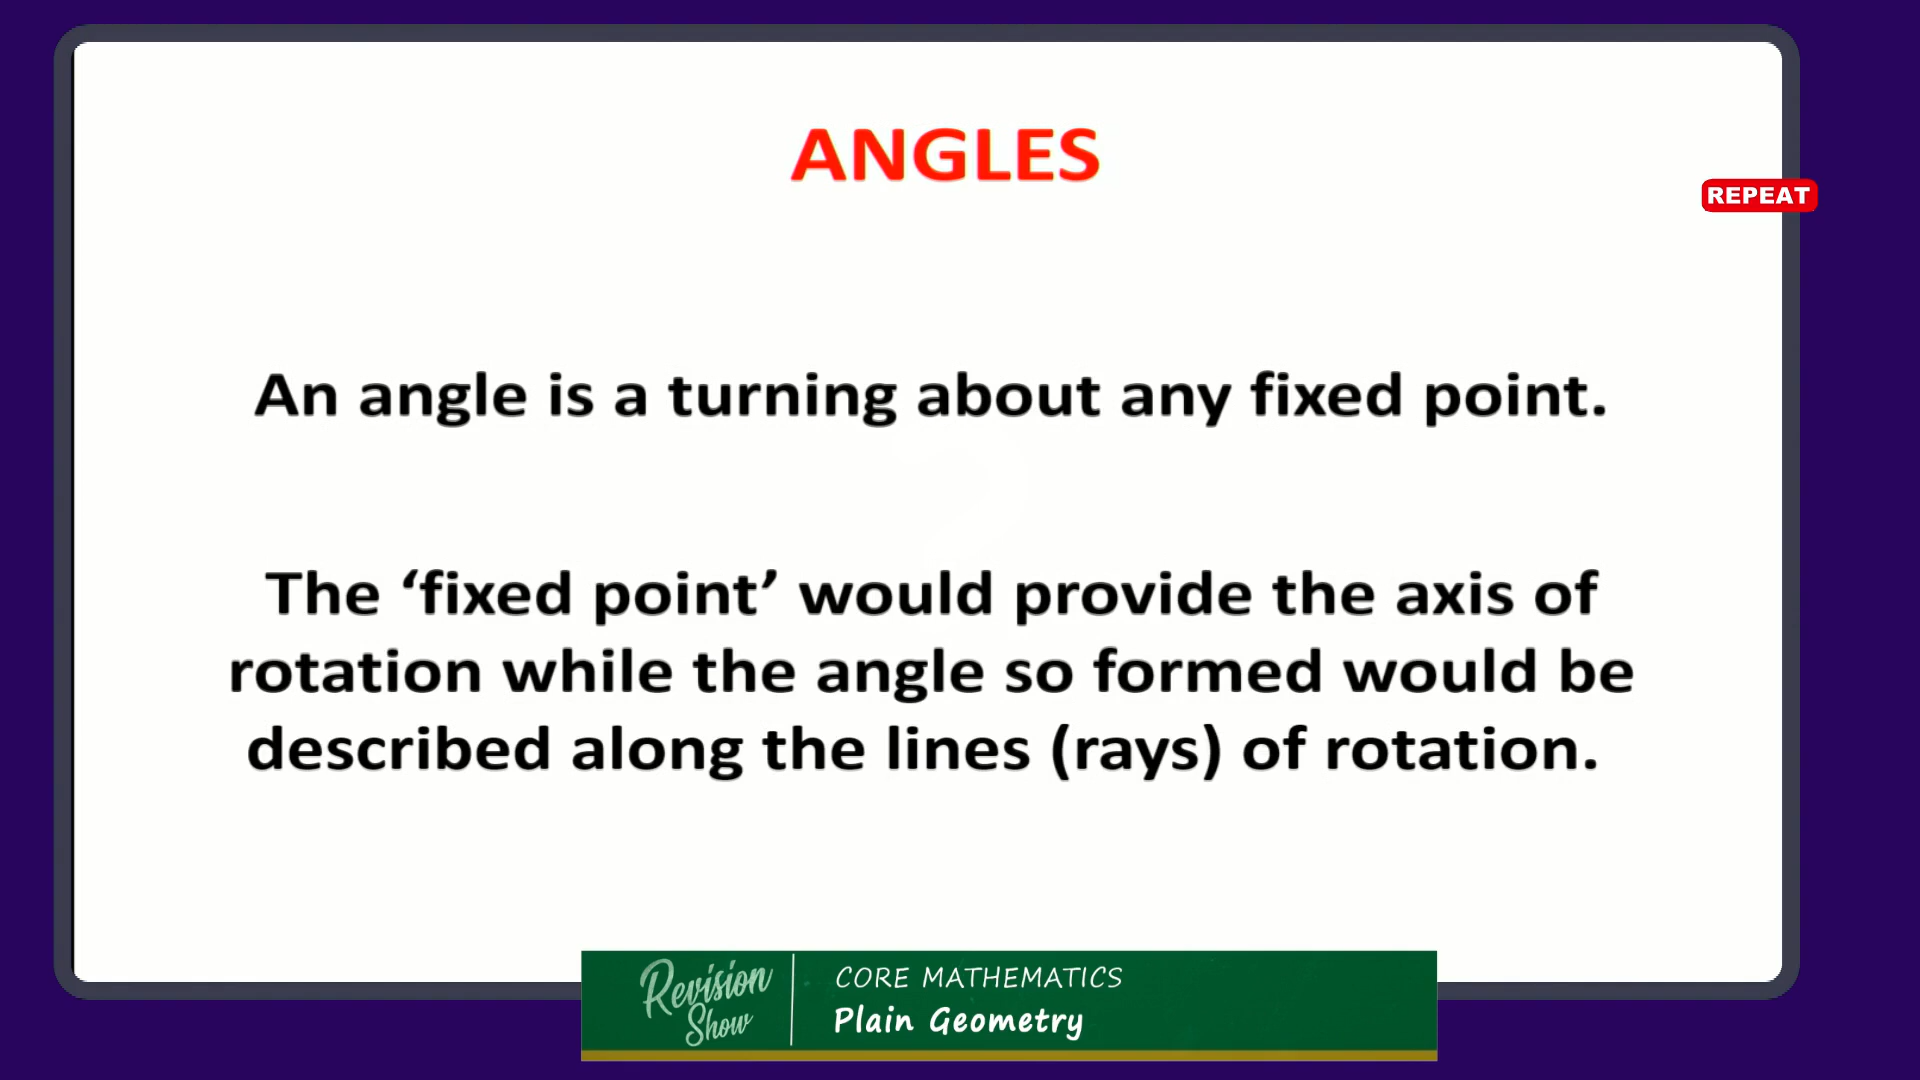 ANGLES
REPEAT
An angle is a turning about any fixed point.
The ‘fixed point’ would provide the axis of
rotation while the angle so formed would be
described along the lines (rays) of rotation.
Revision
Show
CORE MATHEMATICS
Plain Geometry